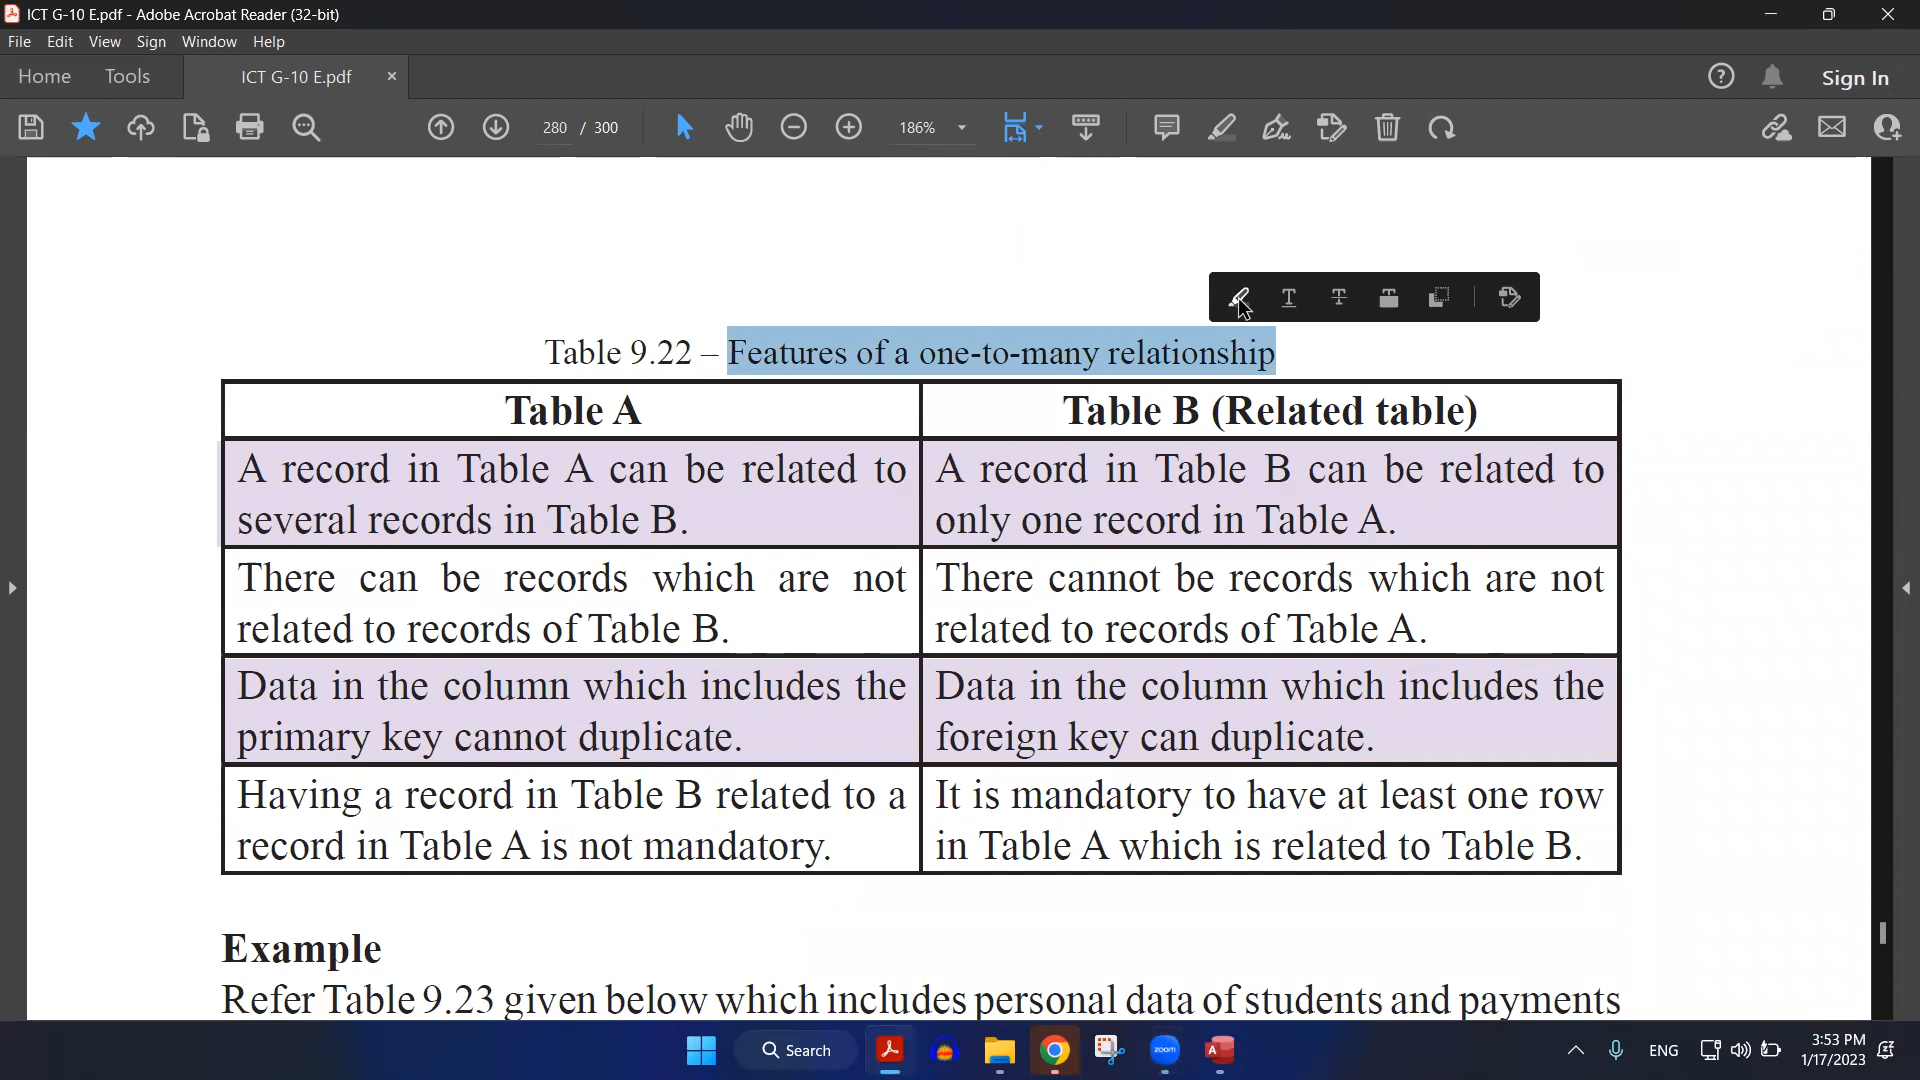 ICT G-10 E.pdf - Adobe Acrobat Reader (32-bit)
File Edit View Sign Window Help
Home Tools ICT G-10 E.pdf × Sign In
280 / 300 186%
Table 9.22 – Features of a one-to-many relationship
Table A
Table B (Related table)
A record in Table A can be related to
several records in Table B.
A record in Table B can be related to
only one record in Table A.
There can be records which are not
related to records of Table B.
There cannot be records which are not
related to records of Table A.
Data in the column which includes the
primary key cannot duplicate.
Data in the column which includes the
foreign key can duplicate.
Having a record in Table B related to a
record in Table A is not mandatory.
It is mandatory to have at least one row
in Table A which is related to Table B.
Example
Refer Table 9.23 given below which includes personal data of students and payments
Search
zoom
ENG
3:53 PM
1/17/2023